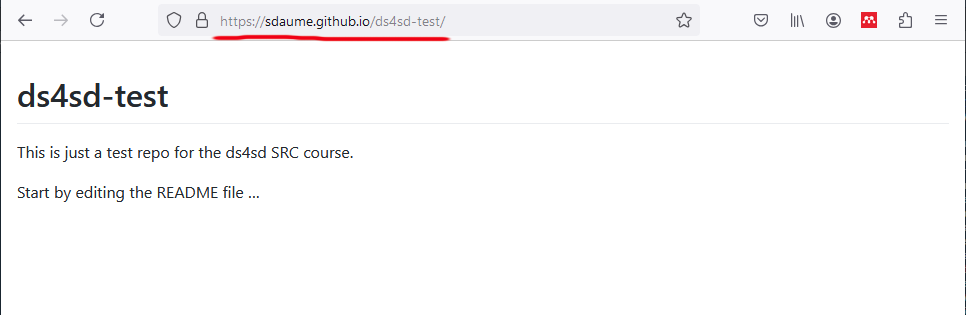 https://sdaume.github.io/ds4sd-test/
ds4sd-test
This is just a test repo for the ds4sd SRC course.
Start by editing the README file ...